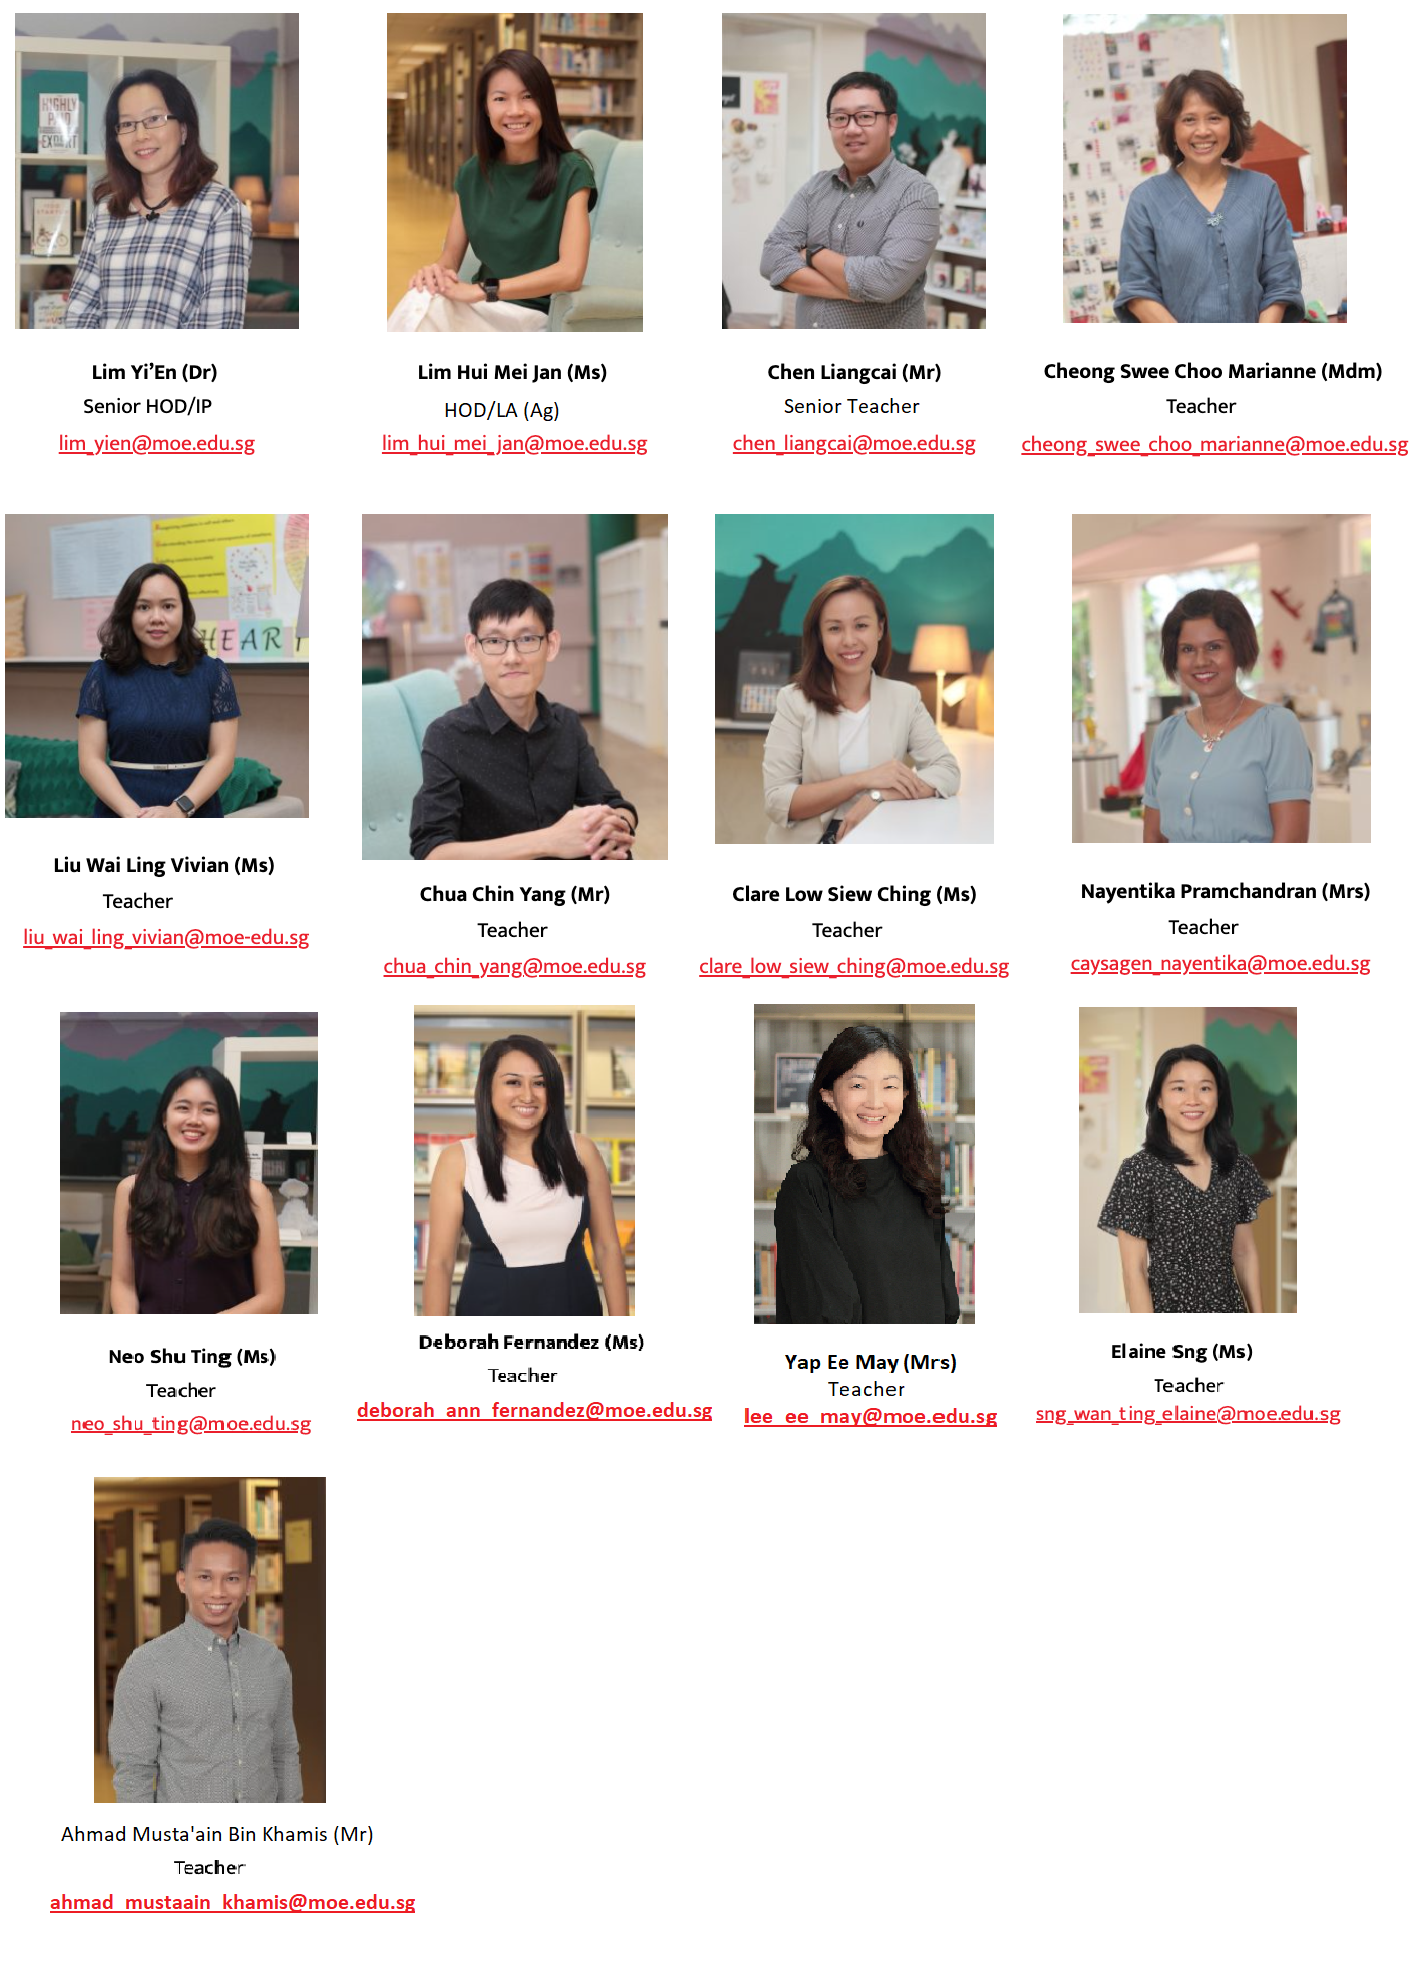 HIGHLY
PAID
EXPERT
HEART
Lim Yi’En (Dr)
Senior HOD/IP
lim_yien@moe.edu.sg
Lim Hui Mei Jan (Ms)
HOD/LA (Ag)
lim_hui_mei_jan@moe.edu.sg
Chen Liangcai (Mr)
Senior Teacher
chen_liangcai@moe.edu.sg
Cheong Swee Choo Marianne (Mdm)
Teacher
cheong_swee_choo_marianne@moe.edu.sg
Liu Wai Ling Vivian (Ms)
Teacher
liu_wai_ling_vivian@moe-edu.sg
Chua Chin Yang (Mr)
Teacher
chua_chin_yang@moe.edu.sg
Clare Low Siew Ching (Ms)
Teacher
clare_low_siew_ching@moe.edu.sg
Nayentika Pramchandran (Mrs)
Teacher
caysagen_nayentika@moe.edu.sg
Neo Shu Ting (Ms)
Teacher
neo_shu_ting@moe.edu.sg
Deborah Fernandez (Ms)
Teacher
deborah_ann_fernandez@moe.edu.sg
Yap Ee May (Mrs)
Teacher
lee_ee_may@moe.edu.sg
Elaine Sng (Ms)
Teacher
sng_wan_ting_elaine@moe.edu.sg
Ahmad Musta'ain Bin Khamis (Mr)
Teacher
ahmad_mustaain_khamis@moe.edu.sg